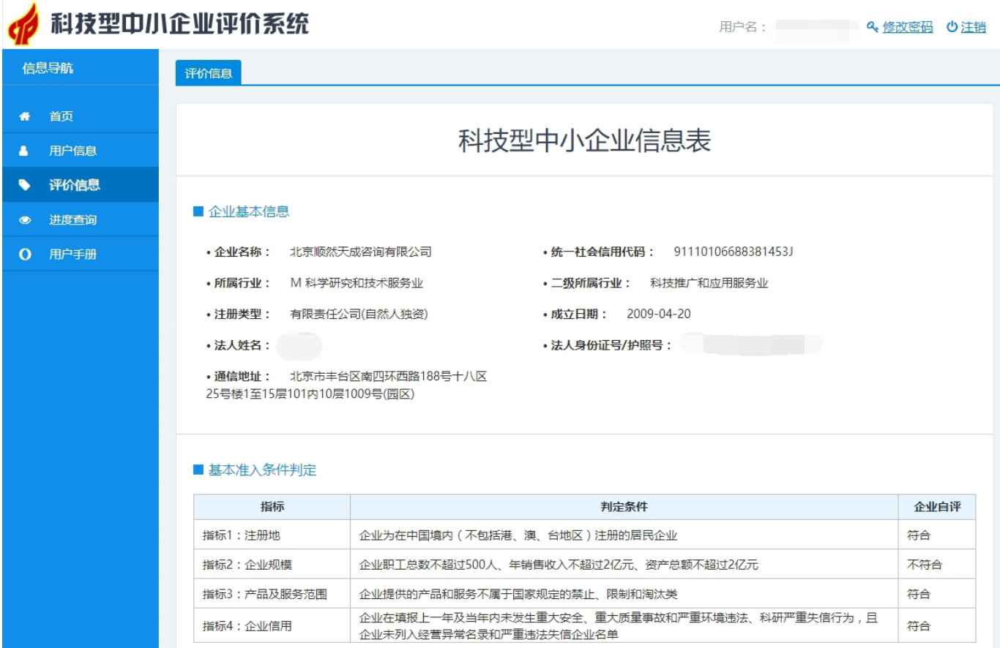 科技型中小企业评价系统
用户名： 修改密码 注销
信息导航
首页
用户信息
评价信息
进度查询
用户手册
评价信息
科技型中小企业信息表
企业基本信息
• 企业名称： 北京顺然天成咨询有限公司
• 统一社会信用代码： 91110106688381453J
• 所属行业： M 科学研究和技术服务业
• 二级所属行业： 科技推广和应用服务业
• 注册类型： 有限责任公司(自然人独资)
• 成立日期： 2009-04-20
• 法人姓名：
• 法人身份证号/护照号：
• 通信地址： 北京市丰台区南四环西路188号十八区
25号楼1至15层101内10层1009号(园区)
基本准入条件判定
指标 判定条件 企业自评
指标1：注册地 企业为在中国境内（不包括港、澳、台地区）注册的居民企业 符合
指标2：企业规模 企业职工总数不超过500人、年销售收入不超过2亿元、资产总额不超过2亿元 不符合
指标3：产品及服务范围 企业提供的产品和服务不属于国家规定的禁止、限制和淘汰类 符合
指标4：企业信用 企业在填报上一年及当年内未发生重大安全、重大质量事故和严重环境违法、科研严重失信行为，且
企业未列入经营异常名录和严重违法失信企业名单 符合